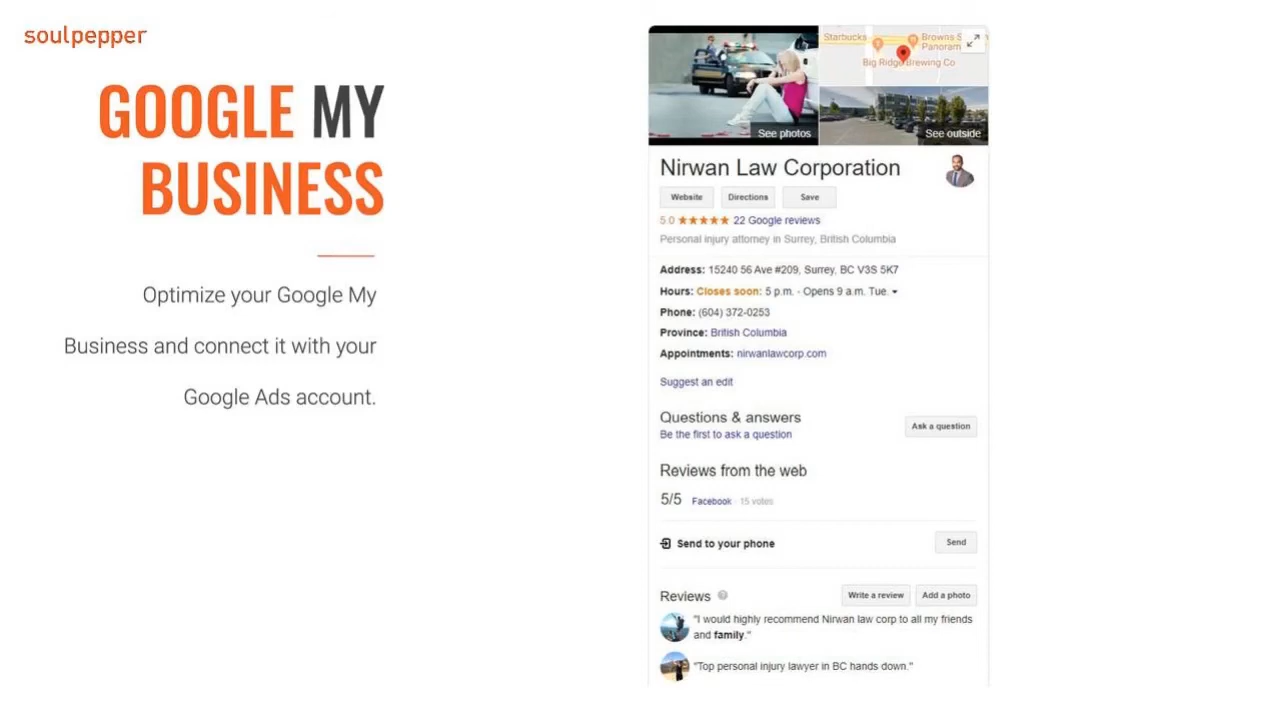 soulpepper
GOOGLE MY
BUSINESS
Optimize your Google My
Business and connect it with your
Google Ads account.
Starbucks
Browns S
Panoram
Big Ridge Brewing Co
See photos
See outside
Nirwan Law Corporation
Website Directions Save
5.0 ★★★★★ 22 Google reviews
Personal injury attorney in Surrey, British Columbia
Address: 15240 56 Ave #209, Surrey, BC V3S 5K7
Hours: Closes soon: 5 p.m. · Opens 9 a.m. Tue.
Phone: (604) 372-0253
Province: British Columbia
Appointments: nirwanlawcorp.com
Suggest an edit
Questions & answers
Be the first to ask a question
Ask a question
Reviews from the web
5/5 Facebook · 15 votes
Send to your phone
Send
Reviews
Write a review Add a photo
"I would highly recommend Nirwan law corp to all my friends
and family."
"Top personal injury lawyer in BC hands down."